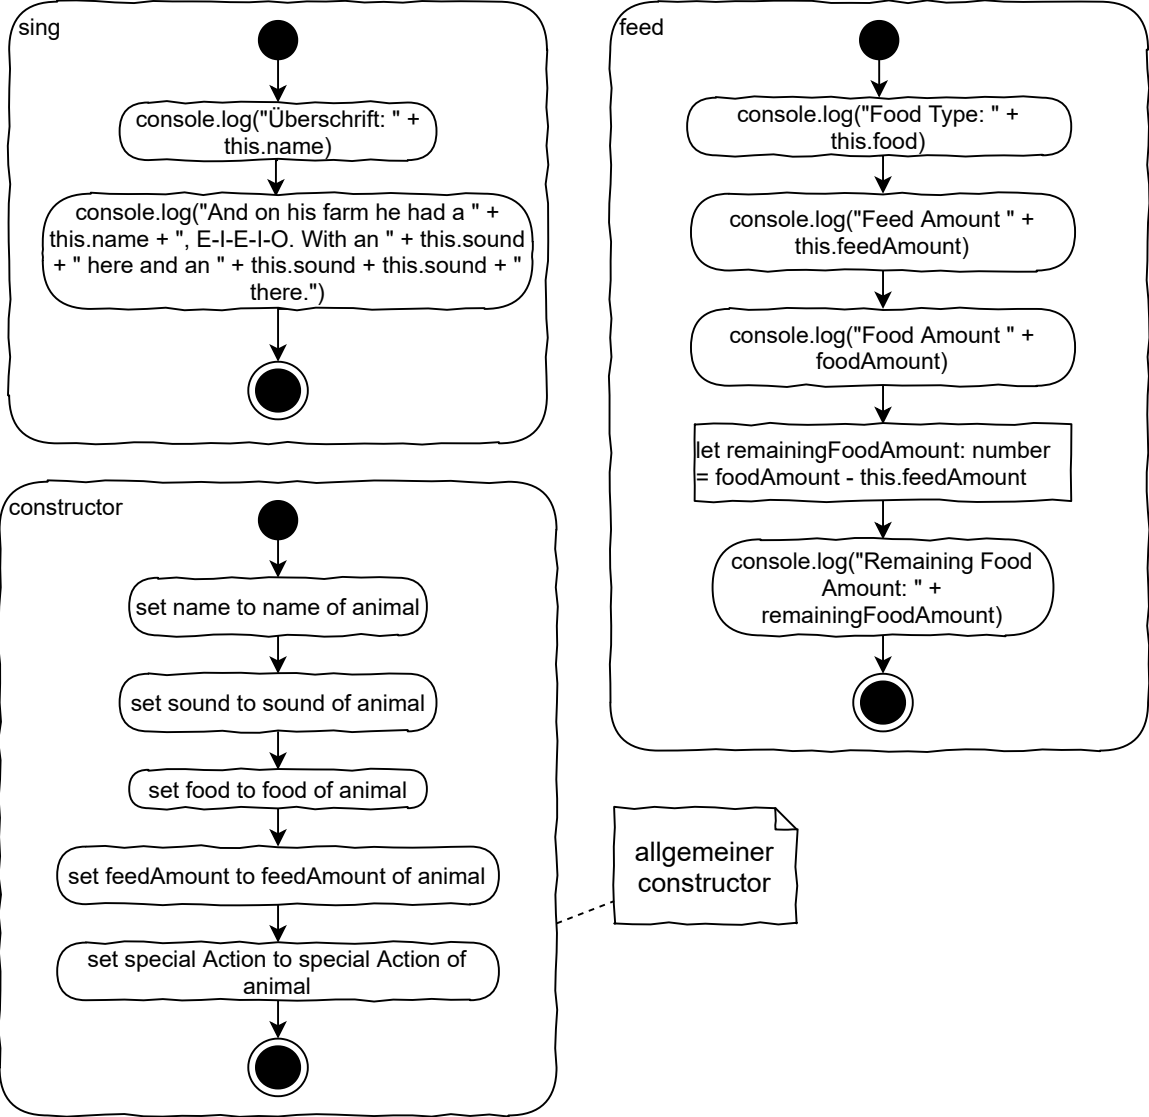 sing
console.log("Überschrift: " +
this.name)
console.log("And on his farm he had a " +
this.name + ", E-I-E-I-O. With an " + this.sound
+ " here and an " + this.sound + this.sound + "
there.")
feed
console.log("Food Type: " +
this.food)
console.log("Feed Amount " +
this.feedAmount)
console.log("Food Amount " +
foodAmount)
let remainingFoodAmount: number
= foodAmount - this.feedAmount
console.log("Remaining Food
Amount: " +
remainingFoodAmount)
constructor
set name to name of animal
set sound to sound of animal
set food to food of animal
set feedAmount to feedAmount of animal
set special Action to special Action of
animal
allgemeiner
constructor